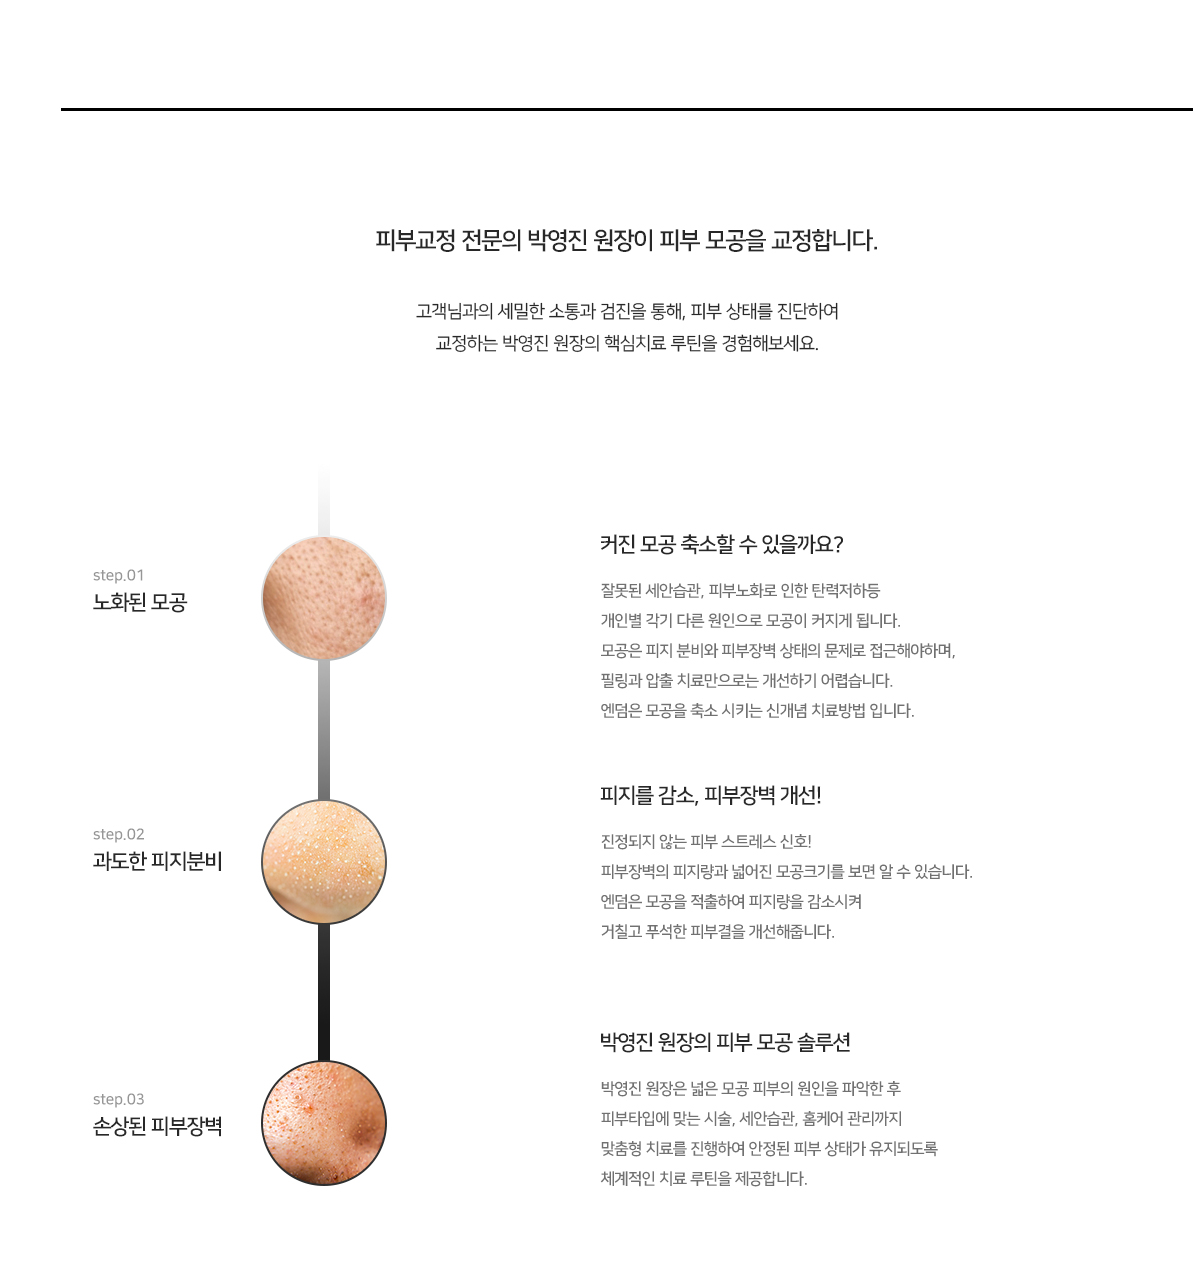 피부교정 전문의 박영진 원장이 피부 모공을 교정합니다.
고객님과의 세밀한 소통과 검진을 통해, 피부 상태를 진단하여
교정하는 박영진 원장의 핵심치료 루틴을 경험해보세요.
step.01
노화된 모공
커진 모공 축소할 수 있을까요?
잘못된 세안습관, 피부노화로 인한 탄력저하등
개인별 각기 다른 원인으로 모공이 커지게 됩니다.
모공은 피지 분비와 피부장벽 상태의 문제로 접근해야하며,
필링과 압출 치료만으로는 개선하기 어렵습니다.
엔덤은 모공을 축소 시키는 신개념 치료방법 입니다.
step.02
과도한 피지분비
피지를 감소, 피부장벽 개선!
진정되지 않는 피부 스트레스 신호!
피부장벽의 피지량과 넓어진 모공크기를 보면 알 수 있습니다.
엔덤은 모공을 적출하여 피지량을 감소시켜
거칠고 푸석한 피부결을 개선해줍니다.
step.03
손상된 피부장벽
박영진 원장의 피부 모공 솔루션
박영진 원장은 넓은 모공 피부의 원인을 파악한 후
피부타입에 맞는 시술, 세안습관, 홈케어 관리까지
맞춤형 치료를 진행하여 안정된 피부 상태가 유지되도록
체계적인 치료 루틴을 제공합니다.